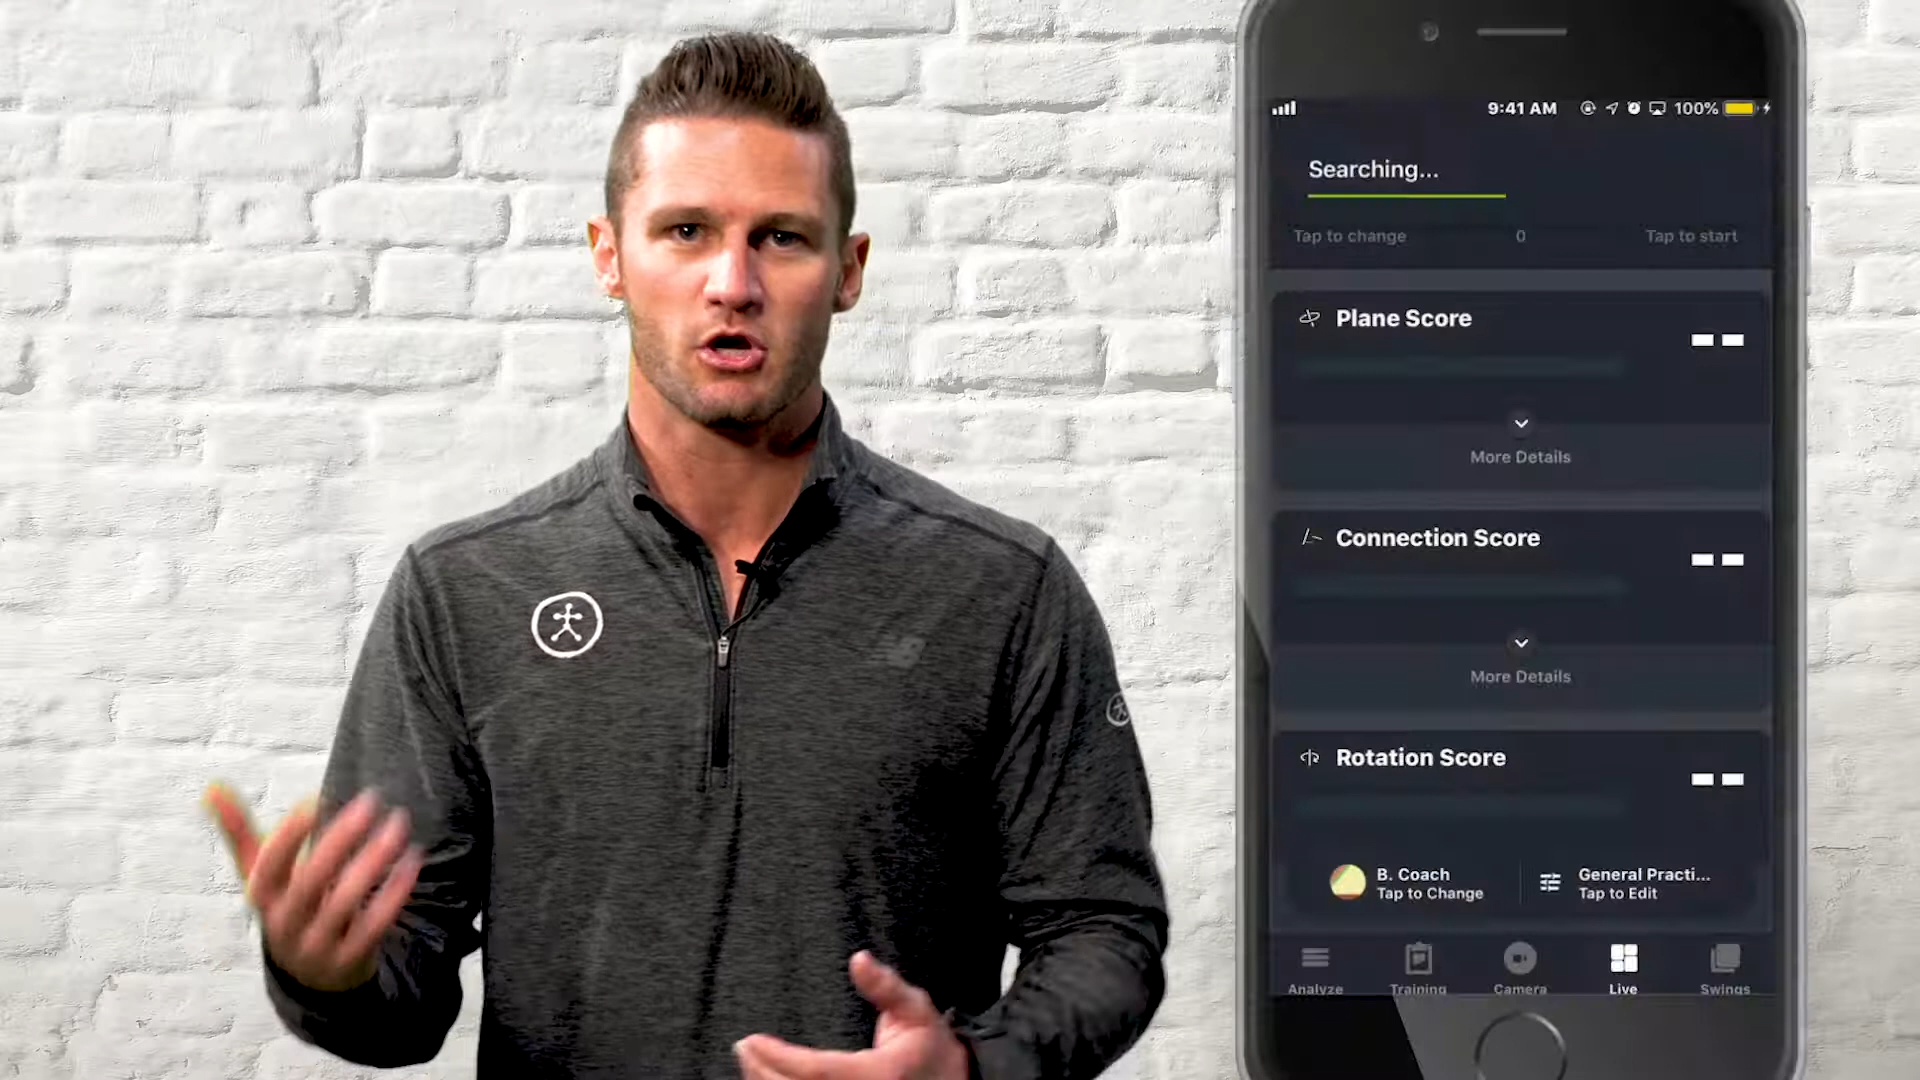 9:41 AM
100%
Searching...
Tap to change
0
Tap to start
Plane Score
More Details
Connection Score
More Details
Rotation Score
B. Coach
Tap to Change
General Practi...
Tap to Edit
Analyze
Training
Camera
Live
Swings